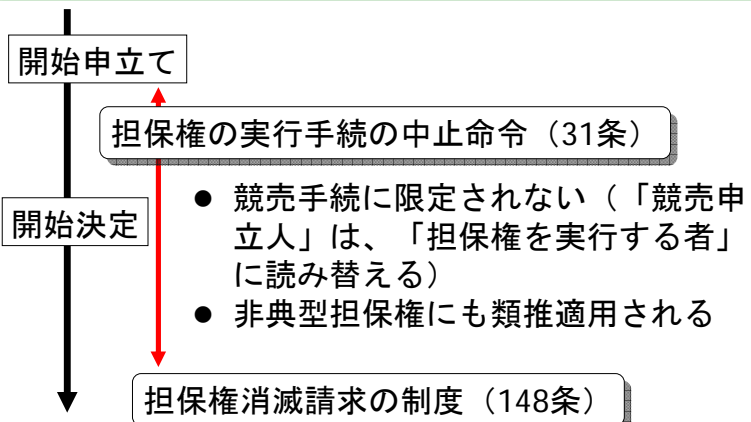 開始申立て
担保権の実行手続の中止命令（31条）
開始決定
● 競売手続に限定されない（「競売申
立人」は、「担保権を実行する者」
に読み替える）
● 非典型担保権にも類推適用される
担保権消滅請求の制度（148条）